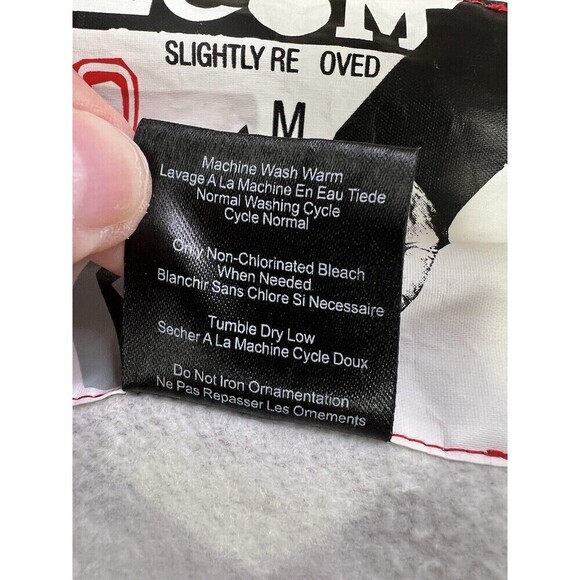 COM
SLIGHTLY RE OVED
M
Machine Wash Warm
Lavage A La Machine En Eau Tiede
Normal Washing Cycle
Cycle Normal
Only Non-Chlorinated Bleach
When Needed
Blanchir Sans Chlore Si Necessaire
Tumble Dry Low
Secher A La Machine Cycle Doux
Do Not Iron Ornamentation
Ne Pas Repasser Les Ornements